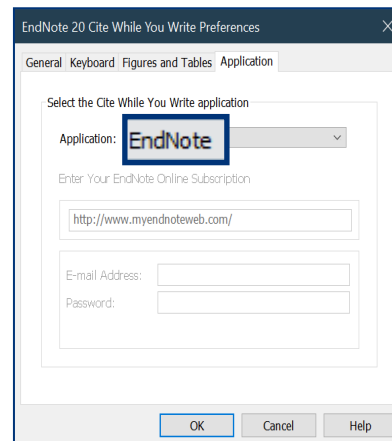 EndNote 20 Cite While You Write Preferences
General Keyboard Figures and Tables Application
Select the Cite While You Write application
Application: EndNote
Enter Your EndNote Online Subscription
http://www.myendnoteweb.com/
E-mail Address:
Password:
OK Cancel Help